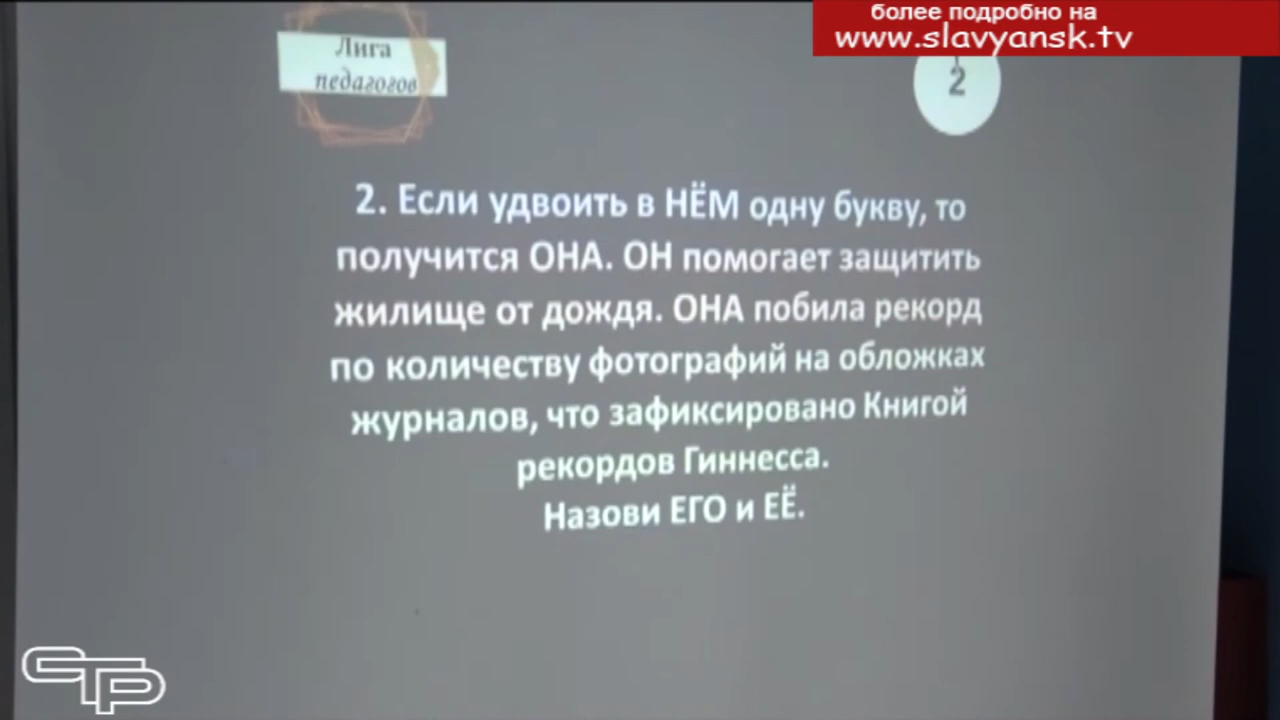 более подробно на
www.slavyansk.tv
Лига
педагогов
2
2. Если удвоить в НЁМ одну букву, то
получится ОНА. ОН помогает защитить
жилище от дождя. ОНА побила рекорд
по количеству фотографий на обложках
журналов, что зафиксировано Книгой
рекордов Гиннесса.
Назови ЕГО и ЕЁ.
СТР